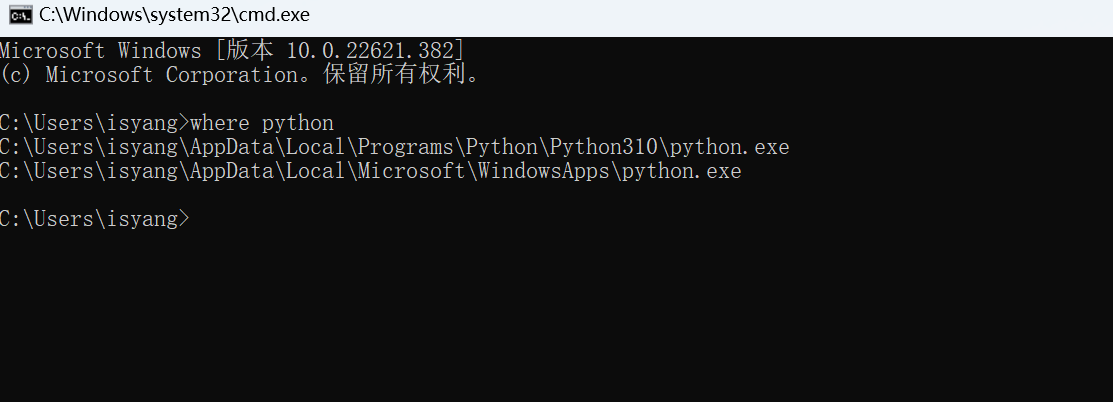 C:\Windows\system32\cmd.exe
Microsoft Windows [版本 10.0.22621.382]
(c) Microsoft Corporation。保留所有权利。
C:\Users\isyang>where python
C:\Users\isyang\AppData\Local\Programs\Python\Python310\python.exe
C:\Users\isyang\AppData\Local\Microsoft\WindowsApps\python.exe
C:\Users\isyang>